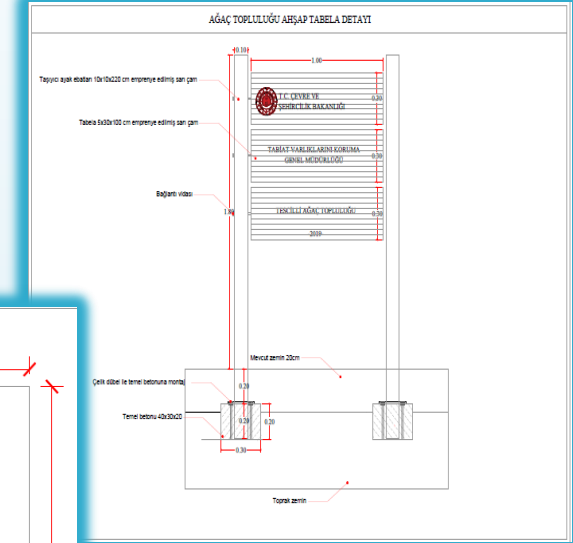 AĞAÇ TOPLULUĞU AHŞAP TABELA DETAYI
0.10
1.00
Taşıyıcı ayak ebatları 10x10x220 cm emprenye edilmiş sarı çam
T.C. ÇEVRE VE
ŞEHİRCİLİK BAKANLIĞI
0.30
Tabela 5x30x100 cm emprenye edilmiş sarı çam
TABİAT VARLIKLARINI KORUMA
GENEL MÜDÜRLÜĞÜ
0.30
Bağlantı vidası
TESCİLLİ AĞAÇ TOPLULUĞU
0.30
2019
Mevcut zemin 20cm
Çelik dübel ile temel betonuna montaj
0.20
Temel betonu 40x30x20
0.20
0.20
0.30
Toprak zemin